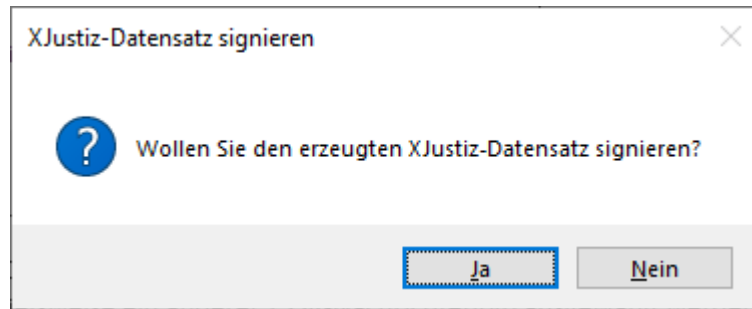 XJustiz-Datensatz signieren
Wollen Sie den erzeugten XJustiz-Datensatz signieren?
Ja
Nein